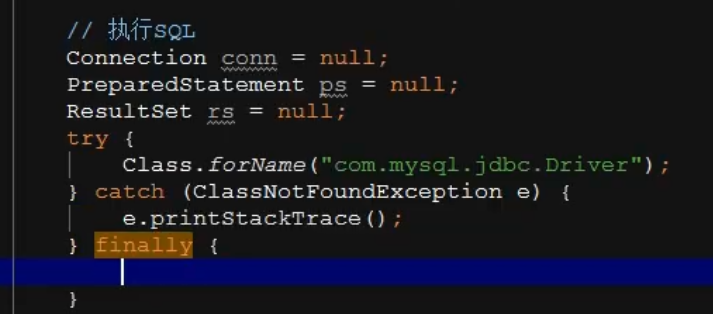 // 执行SQL
Connection conn = null;
PreparedStatement ps = null;
ResultSet rs = null;
try {
Class.forName("com.mysql.jdbc.Driver");
} catch (ClassNotFoundException e) {
e.printStackTrace();
} finally {
}